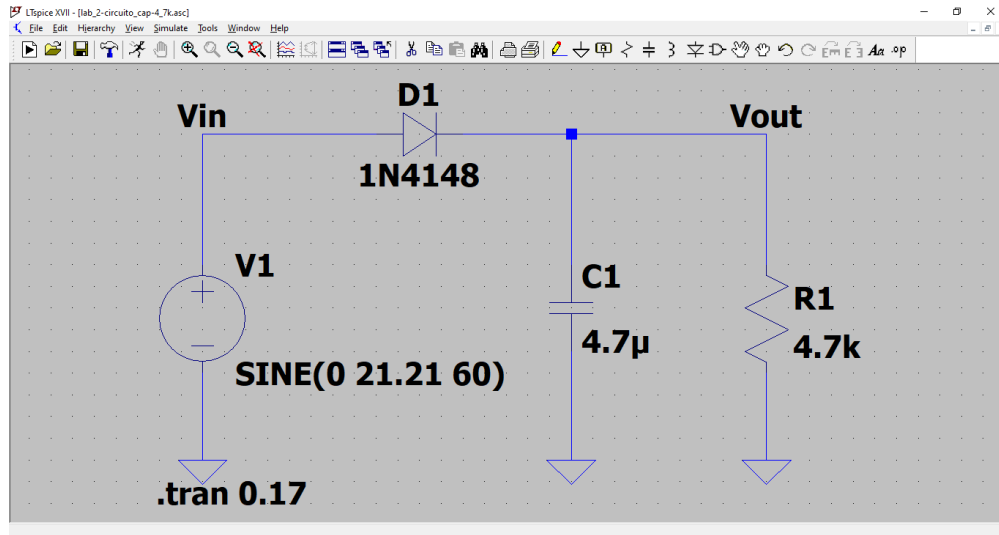 LTspice XVII - [lab_2-circuito_cap-4_7k.asc]
File Edit Hierarchy View Simulate Tools Window Help
Aa .op
D1
Vin
Vout
1N4148
V1
C1
R1
4.7µ
4.7k
SINE(0 21.21 60)
.tran 0.17